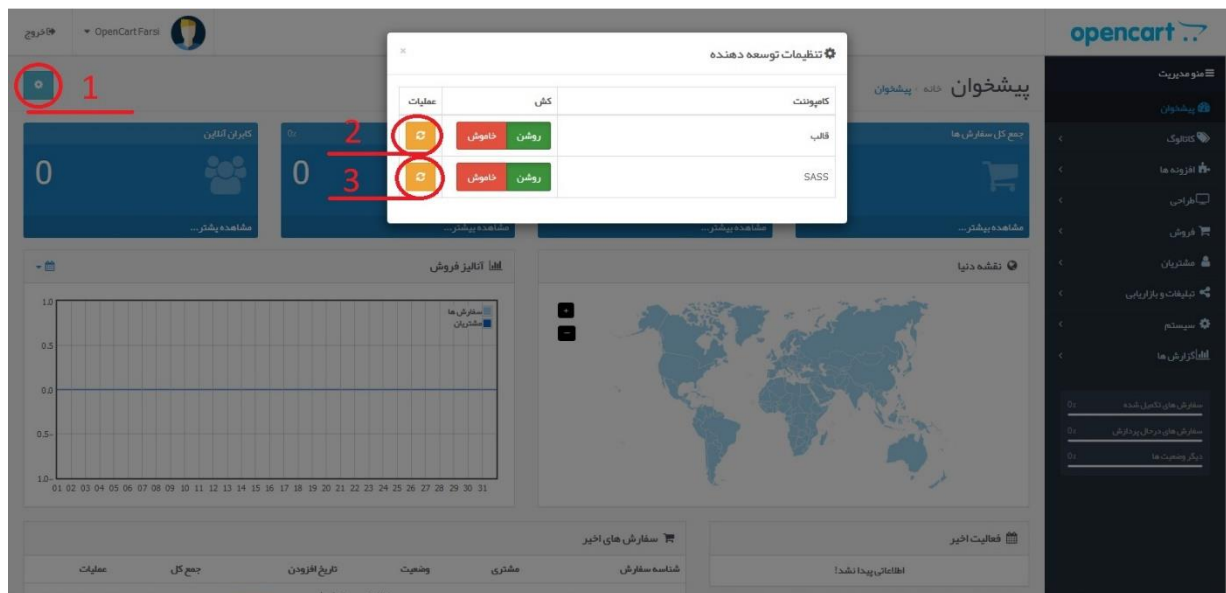 opencart
OpenCart Farsi
خروج
منو مدیریت
پیشخوان
کاتالوگ
افزونه ها
طراحی
فروش
مشتریان
تبلیغات و بازاریابی
سیستم
گزارش ها
سفارش های تکمیل شده 0٪
سفارش های درحال پردازش 0٪
دیگر وضعیت ها 0٪
پیشخوان خانه پیشخوان
1
تنظیمات توسعه دهنده ×
کامپوننت کش عملیات
قالب روشن خاموش
2
SASS روشن خاموش
3
جمع کل سفارش ها
مشاهده بیشتر...
مشاهده بیشتر...
0٪
0
مشاهده بیشتر...
کابران آنلاین
0
مشاهده یشتر...
نقشه دنیا
+
−
آنالیز فروش
سفارش ها
مشتریان
1.0
0.5
0.0
0.5-
1.0-
01 02 03 04 05 06 07 08 09 10 11 12 13 14 15 16 17 18 19 20 21 22 23 24 25 26 27 28 29 30 31
فعالیت اخیر
اطلاعاتی پیدا نشد!
سفارش های اخیر
شناسه سفارش مشتری وضعیت تاریخ افزودن جمع کل عملیات